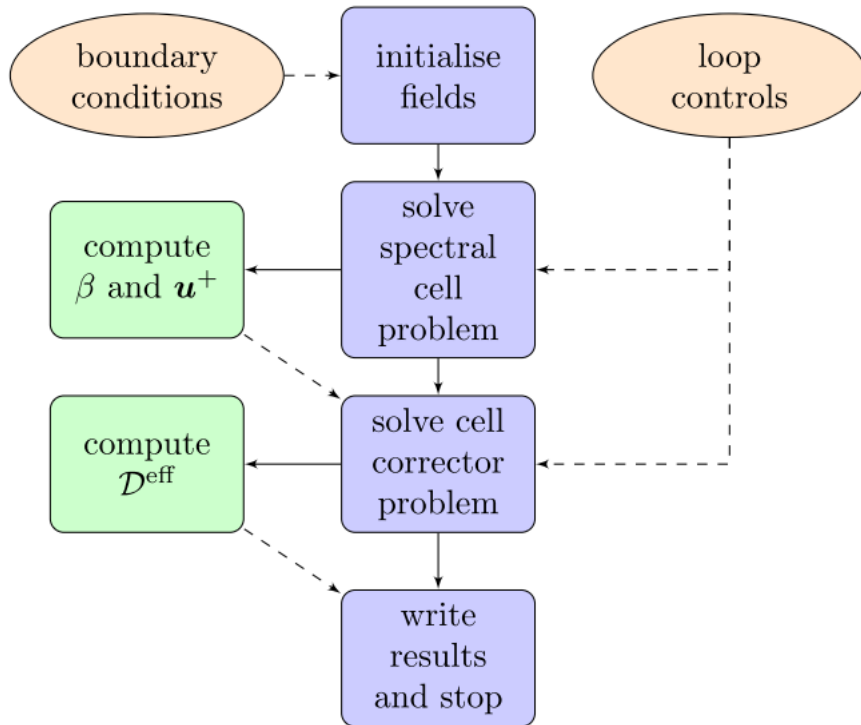 boundary
conditions
initialise
fields
loop
controls
solve
spectral
cell
problem
compute
β and u⁺
solve cell
corrector
problem
compute
𝒟ᵉᶠᶠ
write
results
and stop